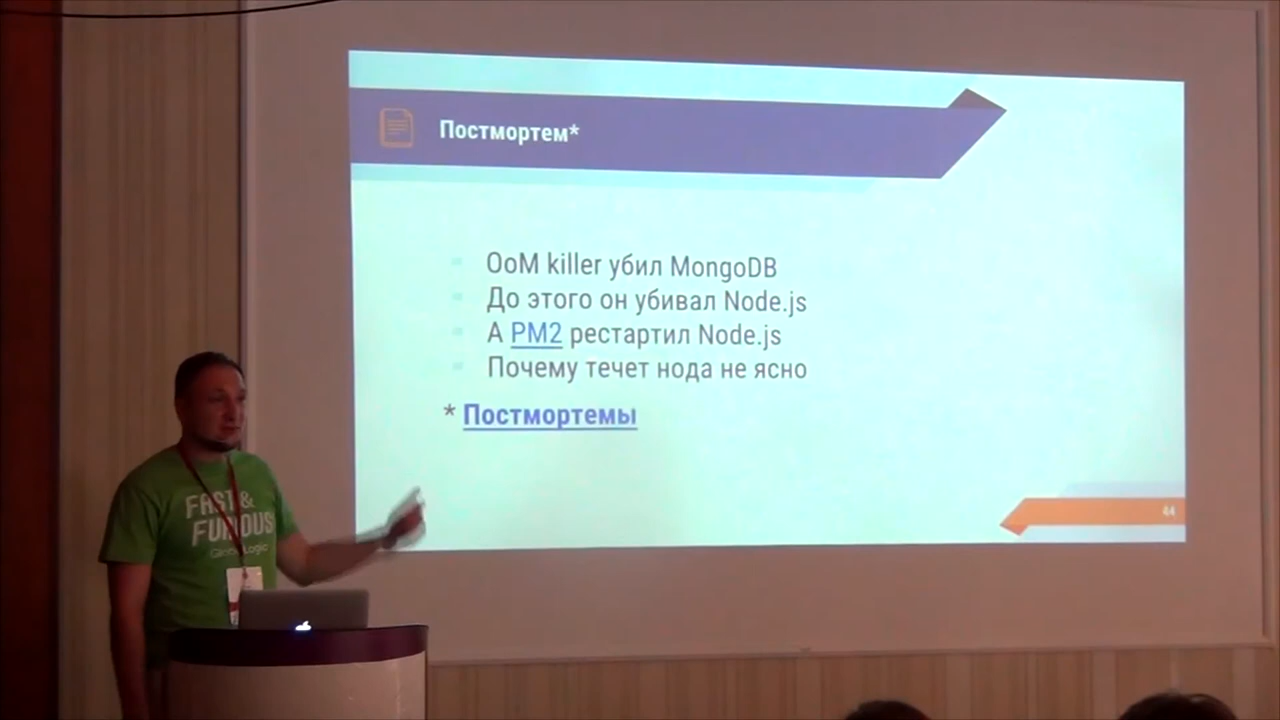 Постмортем*
OoM killer убил MongoDB
До этого он убивал Node.js
А PM2 рестартил Node.js
Почему течет нода не ясно
* Постмортемы
44
FAST &
FURIOUS
GlobalLogic